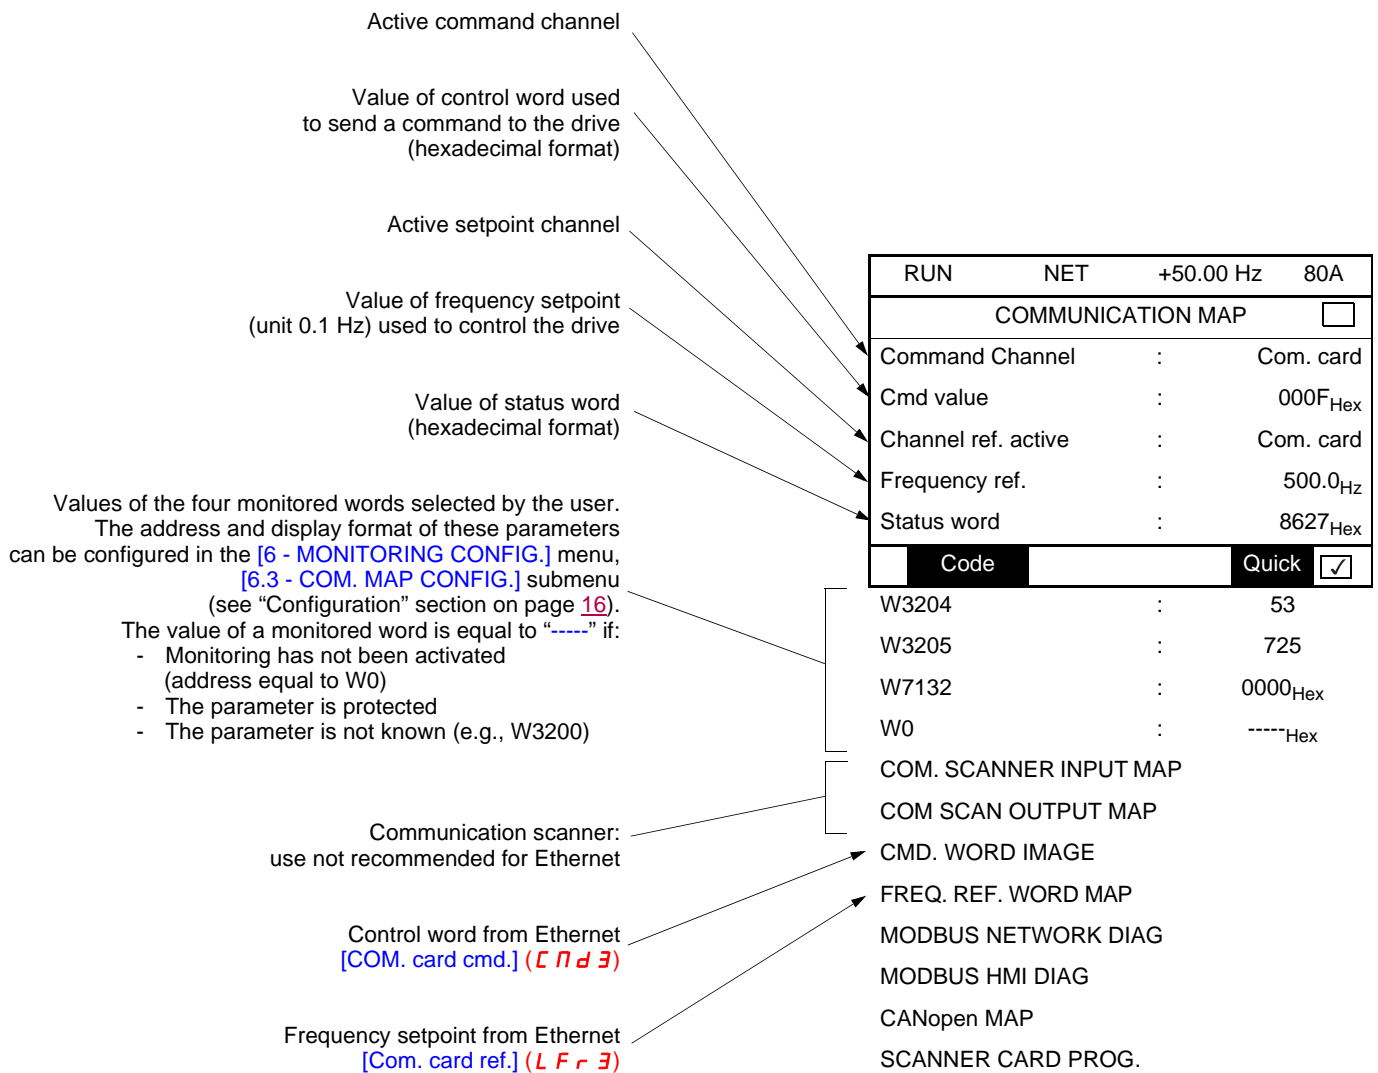 Active command channel
Value of control word used
to send a command to the drive
(hexadecimal format)
Active setpoint channel
Value of frequency setpoint
(unit 0.1 Hz) used to control the drive
Value of status word
(hexadecimal format)
Values of the four monitored words selected by the user.
The address and display format of these parameters
can be configured in the [6 - MONITORING CONFIG.] menu,
[6.3 - COM. MAP CONFIG.] submenu
(see “Configuration” section on page 16).
The value of a monitored word is equal to “-----” if:
- Monitoring has not been activated
(address equal to W0)
- The parameter is protected
- The parameter is not known (e.g., W3200)
Communication scanner:
use not recommended for Ethernet
Control word from Ethernet
[COM. card cmd.] (CMd3)
Frequency setpoint from Ethernet
[Com. card ref.] (LFr3)
RUN NET +50.00 Hz 80A
COMMUNICATION MAP
Command Channel : Com. card
Cmd value : 000FHex
Channel ref. active : Com. card
Frequency ref. : 500.0Hz
Status word : 8627Hex
Code Quick ✓
W3204 : 53
W3205 : 725
W7132 : 0000Hex
W0 : -----Hex
COM. SCANNER INPUT MAP
COM SCAN OUTPUT MAP
CMD. WORD IMAGE
FREQ. REF. WORD MAP
MODBUS NETWORK DIAG
MODBUS HMI DIAG
CANopen MAP
SCANNER CARD PROG.